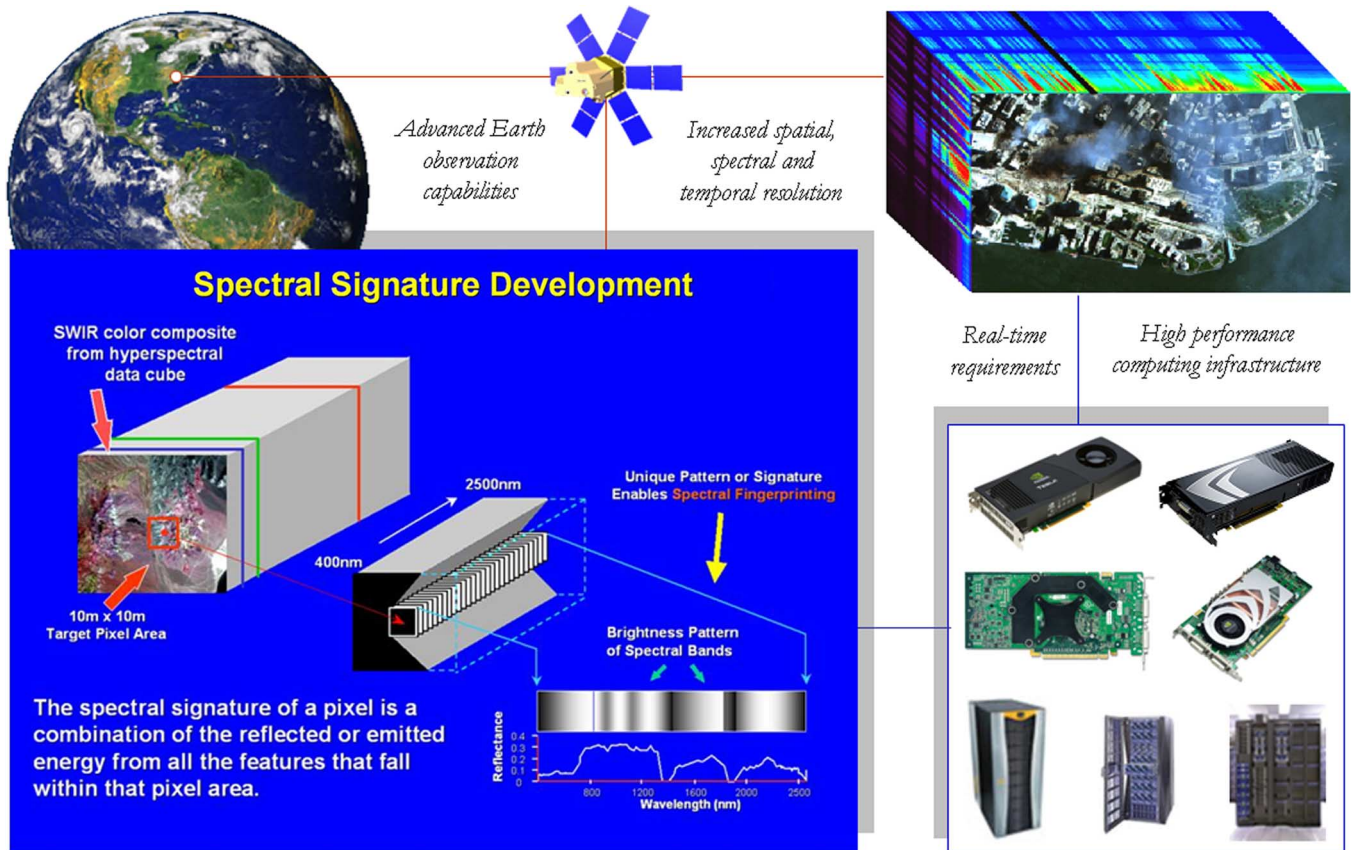 Advanced Earth
observation
capabilities
Increased spatial,
spectral and
temporal resolution
Real-time
requirements
High performance
computing infrastructure
Spectral Signature Development
SWIR color composite
from hyperspectral
data cube
10m x 10m
Target Pixel Area
2500nm
400nm
Unique Pattern or Signature
Enables Spectral Fingerprinting
Brightness Pattern
of Spectral Bands
Reflectance
0.4
0.3
0.2
0.1
0
800
1200
1600
2000
2500
Wavelength (nm)
The spectral signature of a pixel is a
combination of the reflected or emitted
energy from all the features that fall
within that pixel area.
TESLA